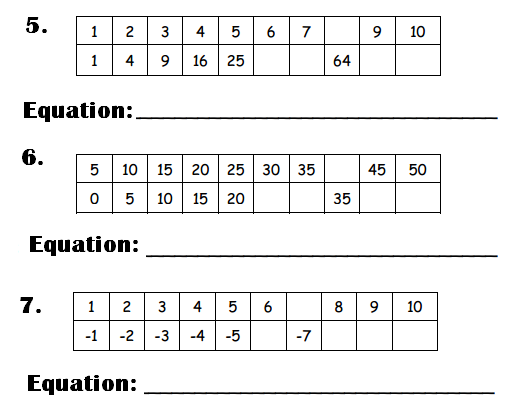 5.
1 2 3 4 5 6 7 9 10
1 4 9 16 25 64
Equation:
6.
5 10 15 20 25 30 35 45 50
0 5 10 15 20 35
Equation:
7.
1 2 3 4 5 6 8 9 10
-1 -2 -3 -4 -5 -7
Equation: